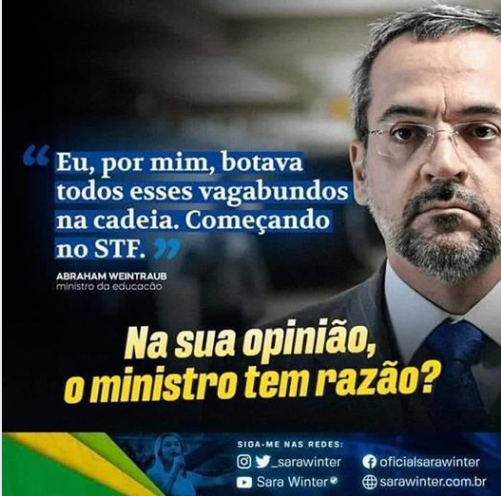 “ Eu, por mim, botava
todos esses vagabundos
na cadeia. Começando
no STF. ”
ABRAHAM WEINTRAUB
ministro da educacão
Na sua opinião,
o ministro tem razão?
SIGA-ME NAS REDES:
_sarawinter
oficialsarawinter
Sara Winter
sarawinter.com.br